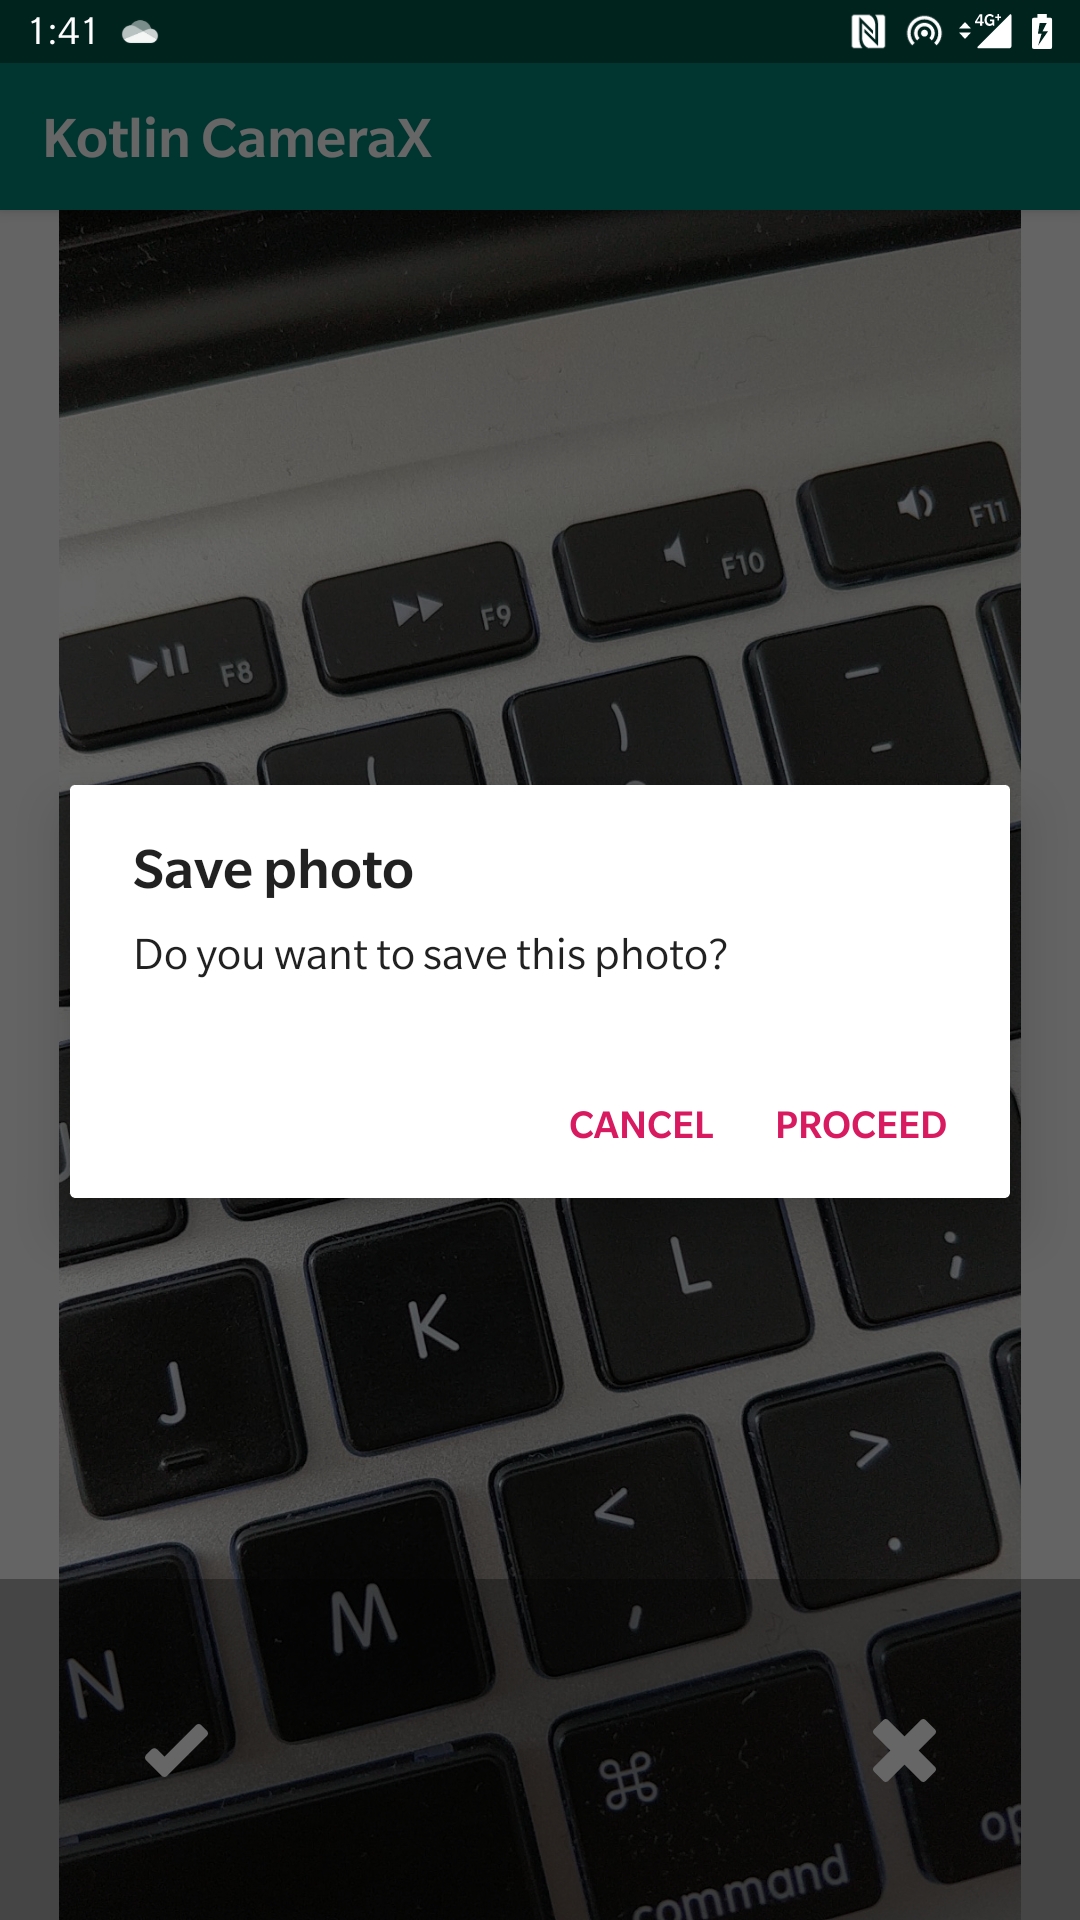 1:41
4G+
Kotlin CameraX
F11
F10
F9
F8
)
(
–
-
Save photo
Do you want to save this photo?
CANCEL PROCEED
L
;
K
J
>
.
<
,
M
N
⌘
command
op